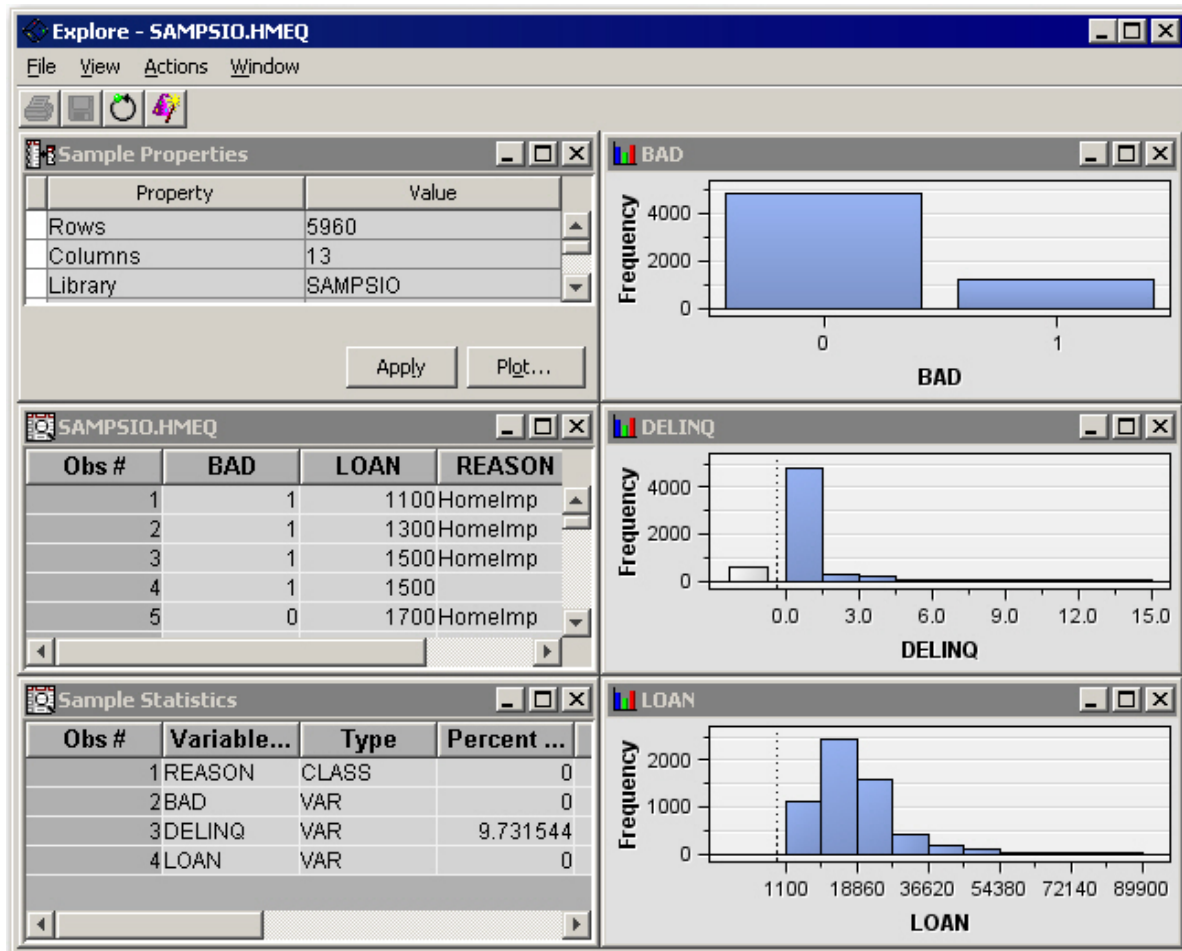 Explore - SAMPSIO.HMEQ
File View Actions Window
Sample Properties
Property Value
Rows 5960
Columns 13
Library SAMPSIO
Apply Plot...
BAD
Frequency
4000
2000
0
0 1
BAD
SAMPSIO.HMEQ
Obs # BAD LOAN REASON
1 1 1100 HomeImp
2 1 1300 HomeImp
3 1 1500 HomeImp
4 1 1500
5 0 1700 HomeImp
DELINQ
Frequency
4000
2000
0
0.0 3.0 6.0 9.0 12.0 15.0
DELINQ
Sample Statistics
Obs # Variable... Type Percent ...
1 REASON CLASS 0
2 BAD VAR 0
3 DELINQ VAR 9.731544
4 LOAN VAR 0
LOAN
Frequency
2000
1000
0
1100 18860 36620 54380 72140 89900
LOAN